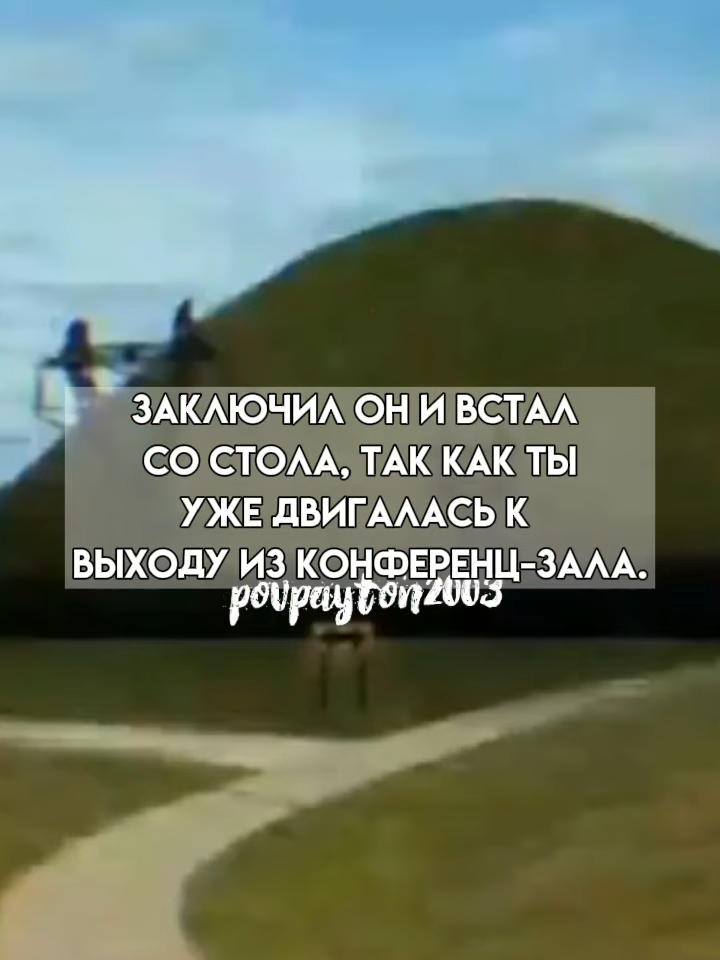 ЗАКЛЮЧИЛ ОН И ВСТАЛ
СО СТОЛА, ТАК КАК ТЫ
УЖЕ ДВИГАЛАСЬ К
ВЫХОДУ ИЗ КОНФЕРЕНЦ-ЗАЛА.
povpayton2003